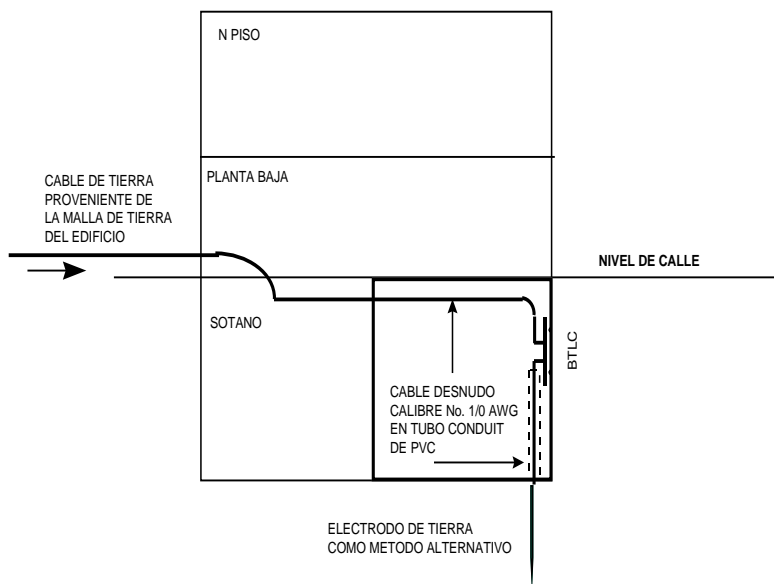 N PISO
CABLE DE TIERRA
PROVENIENTE DE
LA MALLA DE TIERRA
DEL EDIFICIO
PLANTA BAJA
NIVEL DE CALLE
SOTANO
BTLC
CABLE DESNUDO
CALIBRE No. 1/0 AWG
EN TUBO CONDUIT
DE PVC
ELECTRODO DE TIERRA
COMO METODO ALTERNATIVO